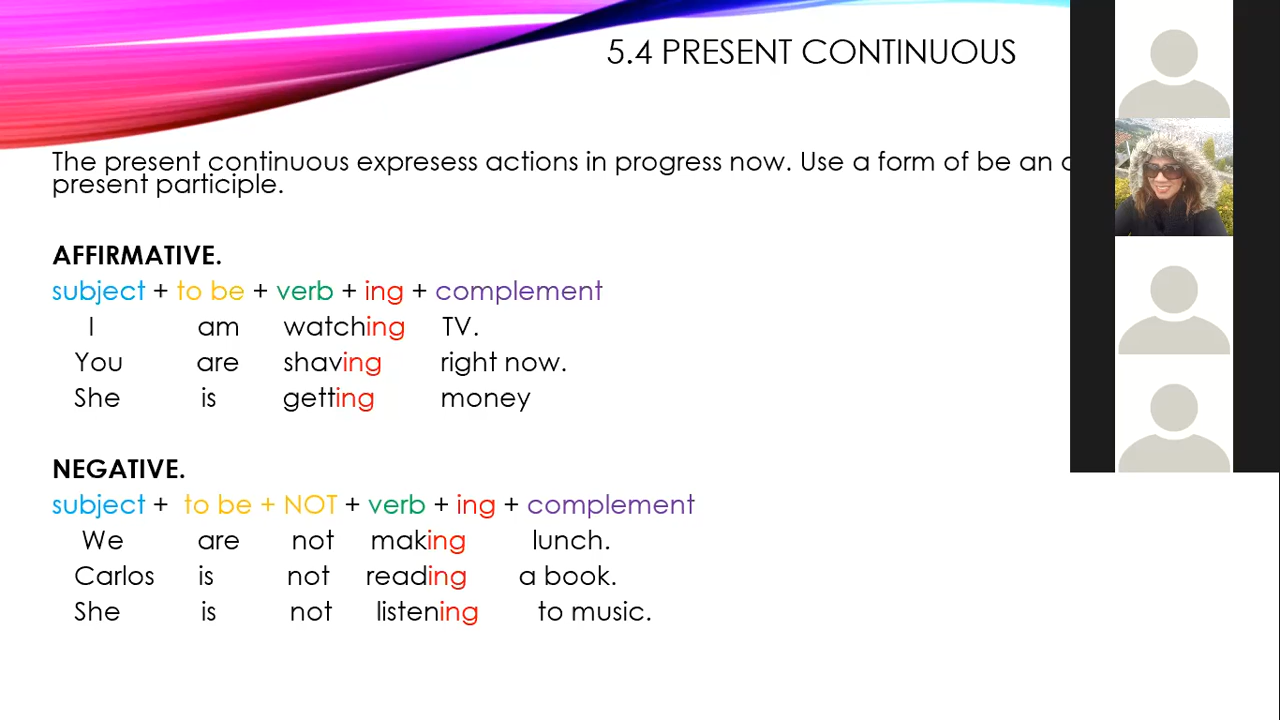 5.4 PRESENT CONTINUOUS
The present continuous expresess actions in progress now. Use a form of be an
present participle.
AFFIRMATIVE.
subject + to be + verb + ing + complement
I am watching TV.
You are shaving right now.
She is getting money
NEGATIVE.
subject + to be + NOT + verb + ing + complement
We are not making lunch.
Carlos is not reading a book.
She is not listening to music.